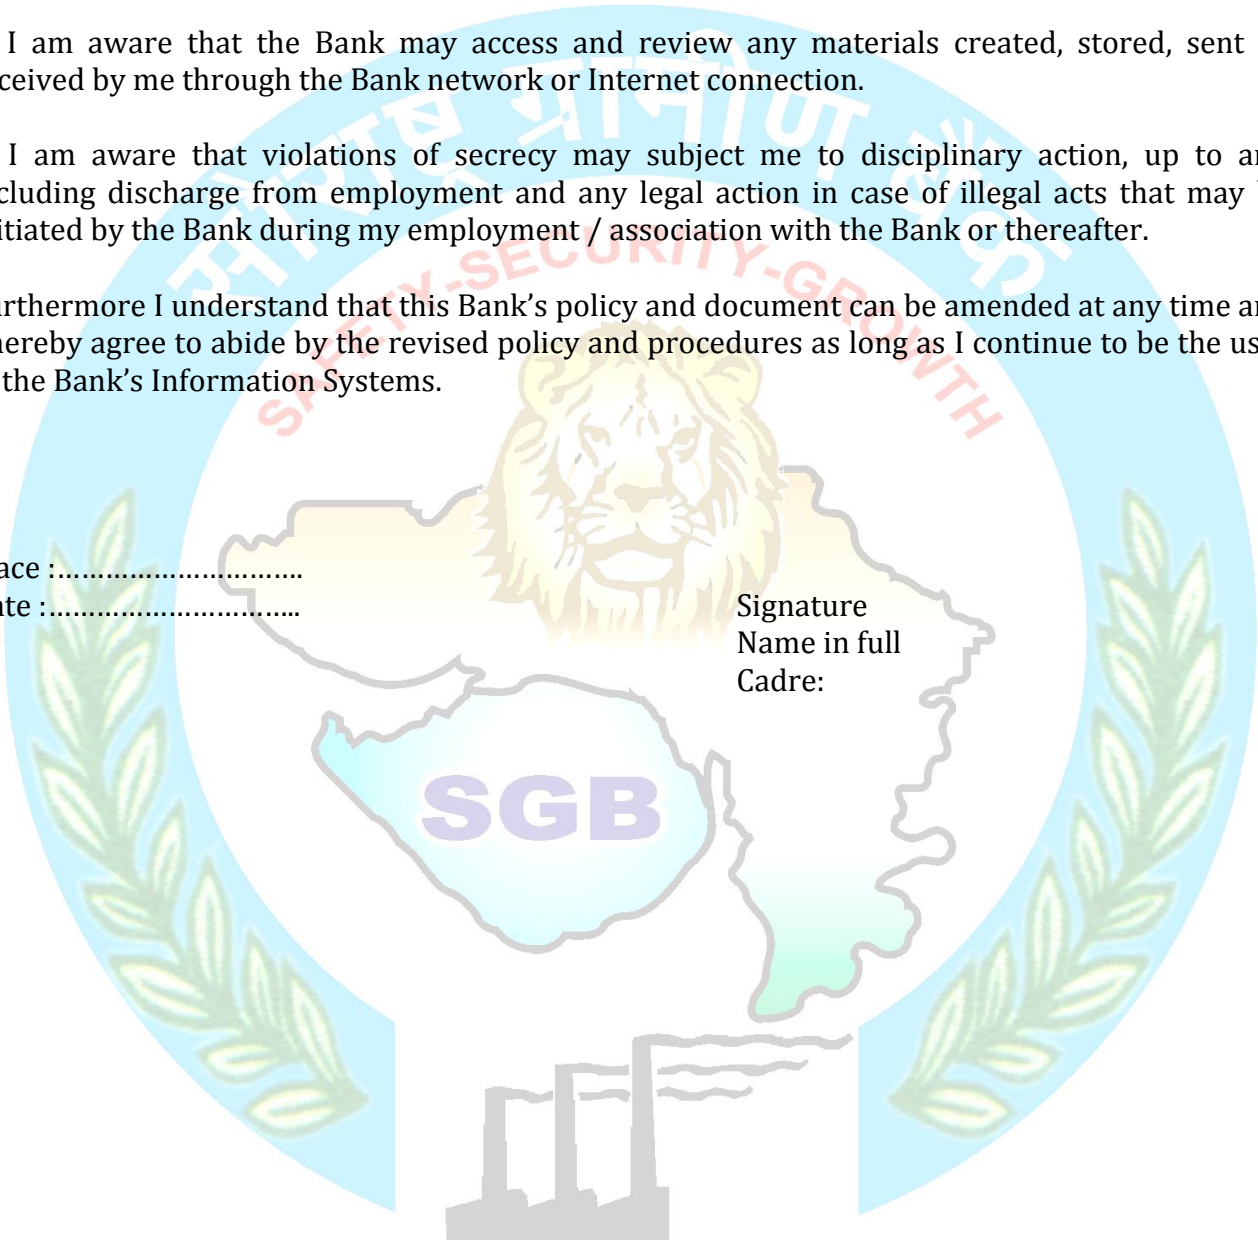 सौराष्ट्र ग्रामीण बैंक
I am aware that the Bank may access and review any materials created, stored, sent
ceived by me through the Bank network or Internet connection.
I am aware that violations of secrecy may subject me to disciplinary action, up to an
cluding discharge from employment and any legal action in case of illegal acts that may
itiated by the Bank during my employment / association with the Bank or thereafter.
SAFETY-SECURITY-GROWTH
rthermore I understand that this Bank’s policy and document can be amended at any time an
hereby agree to abide by the revised policy and procedures as long as I continue to be the us
the Bank’s Information Systems.
ace :…………………………..
te :…………………………..
Signature
Name in full
Cadre:
SGB